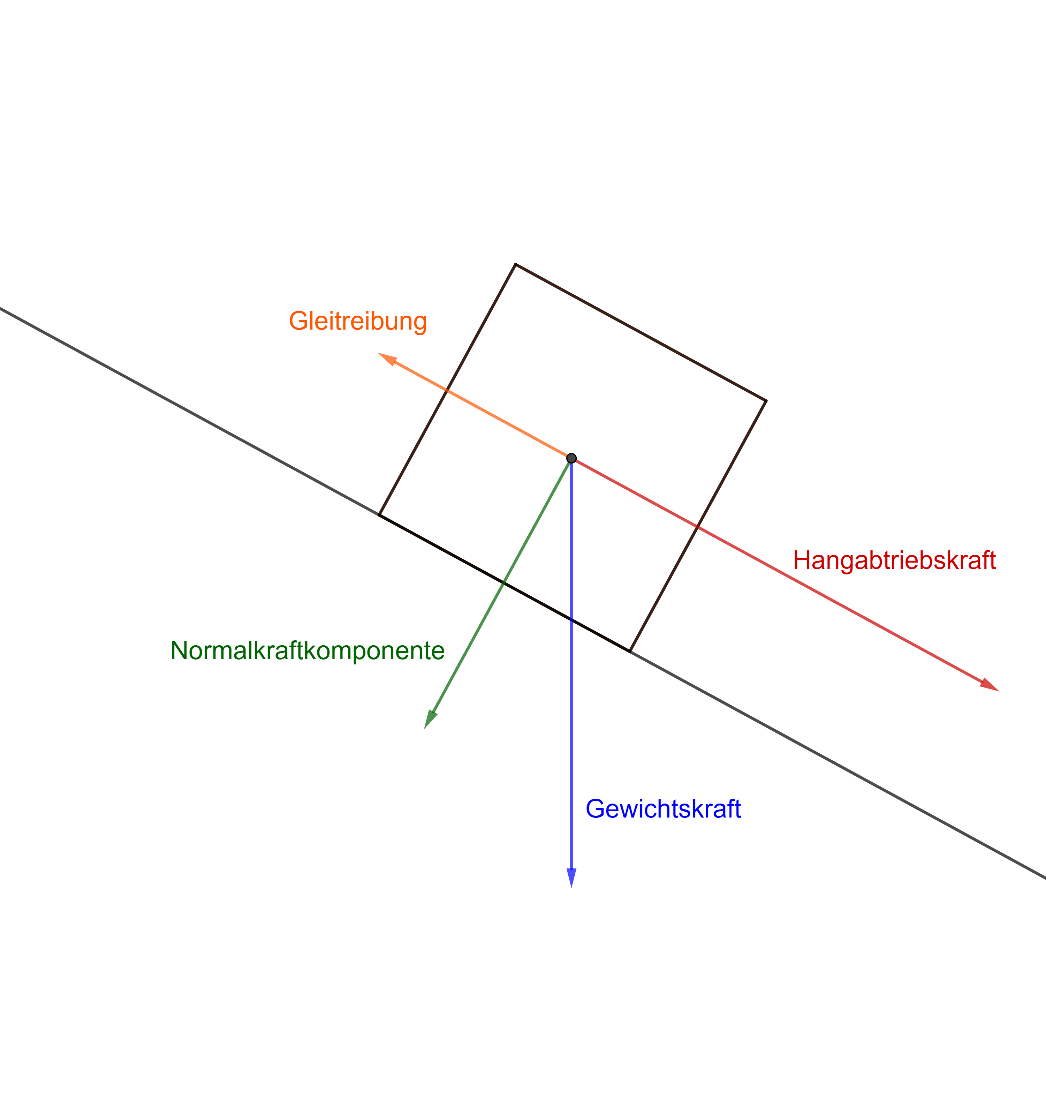 Gleitreibung
Hangabtriebskraft
Normalkraftkomponente
Gewichtskraft